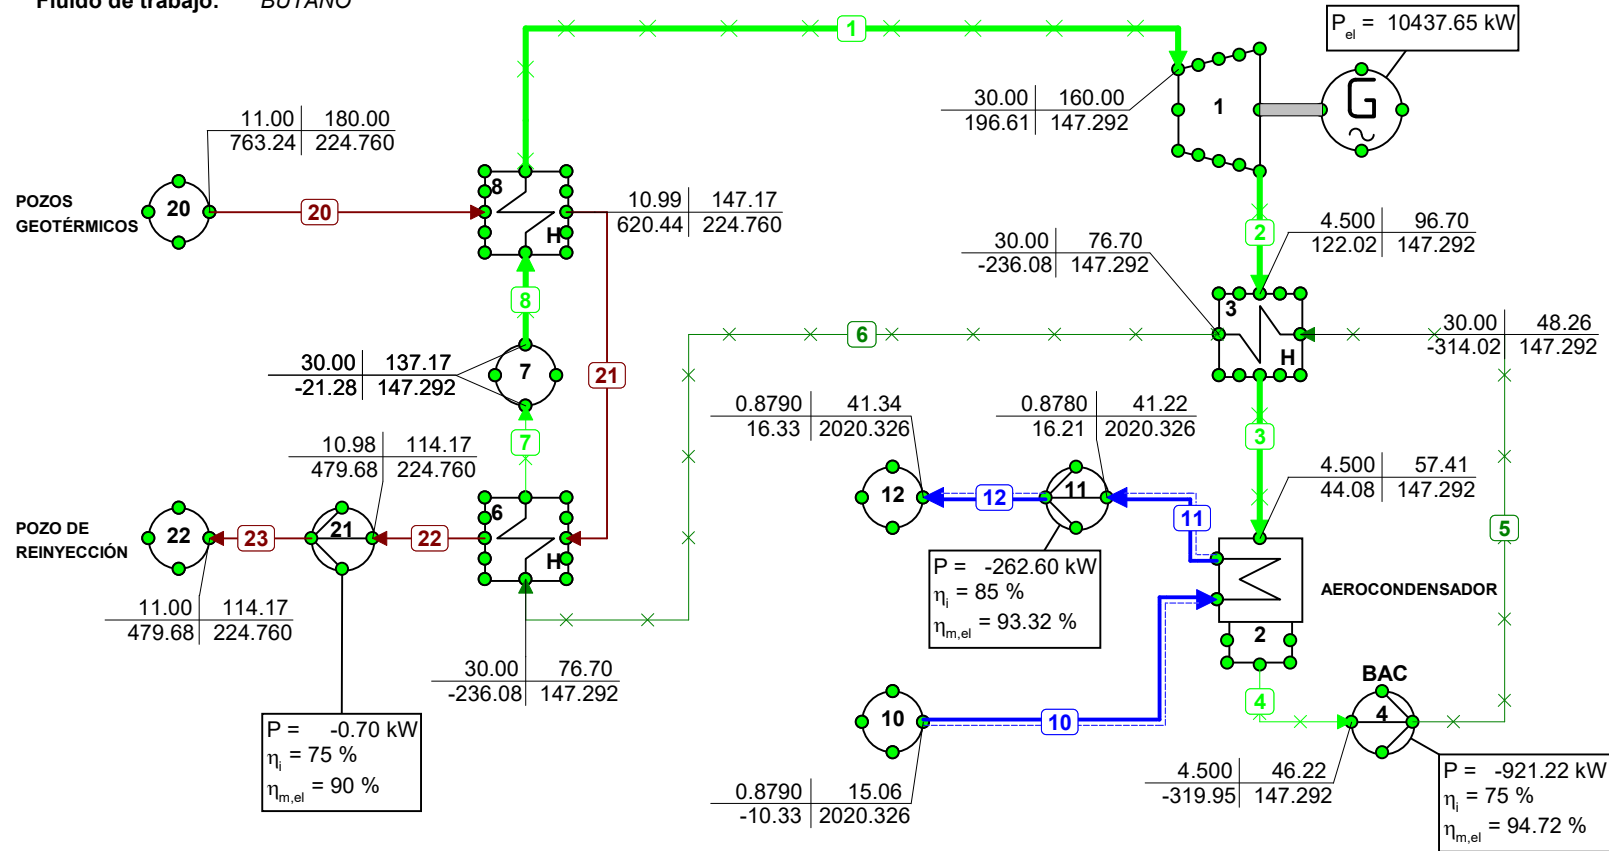 Fluido de trabajo: BUTANO
1
P_el = 10437.65 kW
G
11.00 180.00
763.24 224.760
30.00 160.00
196.61 147.292
1
8
POZOS
GEOTÉRMICOS
20
20
H
10.99 147.17
620.44 224.760
2
4.500 96.70
122.02 147.292
30.00 76.70
-236.08 147.292
8
3
H
6
30.00 48.26
-314.02 147.292
30.00 137.17
-21.28 147.292
7
21
0.8790 41.34
16.33 2020.326
0.8780 41.22
16.21 2020.326
3
7
10.98 114.17
479.68 224.760
4.500 57.41
44.08 147.292
12
12
11
11
6
H
POZO DE
REINYECCIÓN
22
23
21
22
5
P = -262.60 kW
η_i = 85 %
η_m,el = 93.32 %
AEROCONDENSADOR
2
11.00 114.17
479.68 224.760
30.00 76.70
-236.08 147.292
BAC
4
4
10
10
P = -0.70 kW
η_i = 75 %
η_m,el = 90 %
0.8790 15.06
-10.33 2020.326
4.500 46.22
-319.95 147.292
P = -921.22 kW
η_i = 75 %
η_m,el = 94.72 %